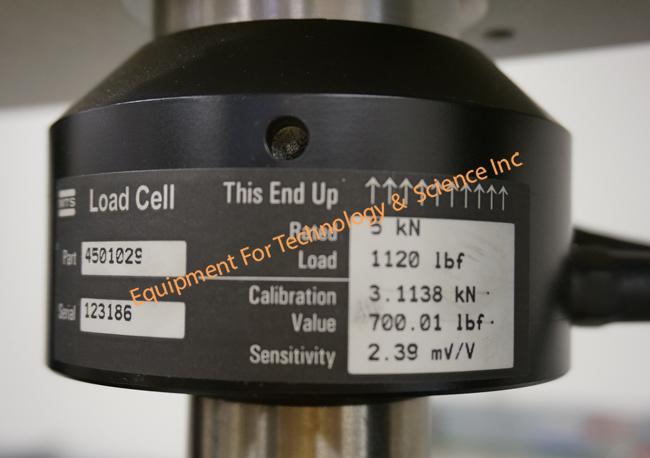 MTS Load Cell
This End Up ↑↑↑↑↑↑↑↑↑↑
Part 4501029
Serial 123186
Rated Load 5 kN
1120 lbf
Calibration Value 3.1138 kN
700.01 lbf
Sensitivity 2.39 mV/V
Equipment For Technology & Science Inc